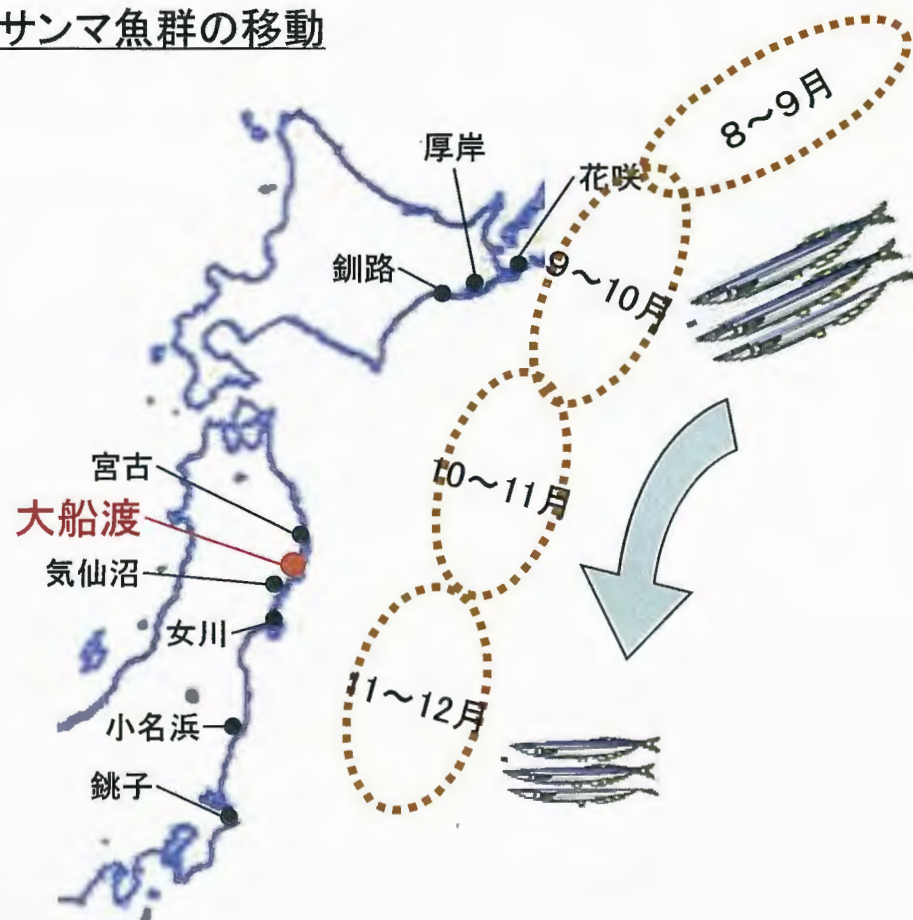 サンマ魚群の移動
8~9月
厚岸
花咲
釧路
9~10月
宮古
10~11月
大船渡
気仙沼
女川
11~12月
小名浜
銚子